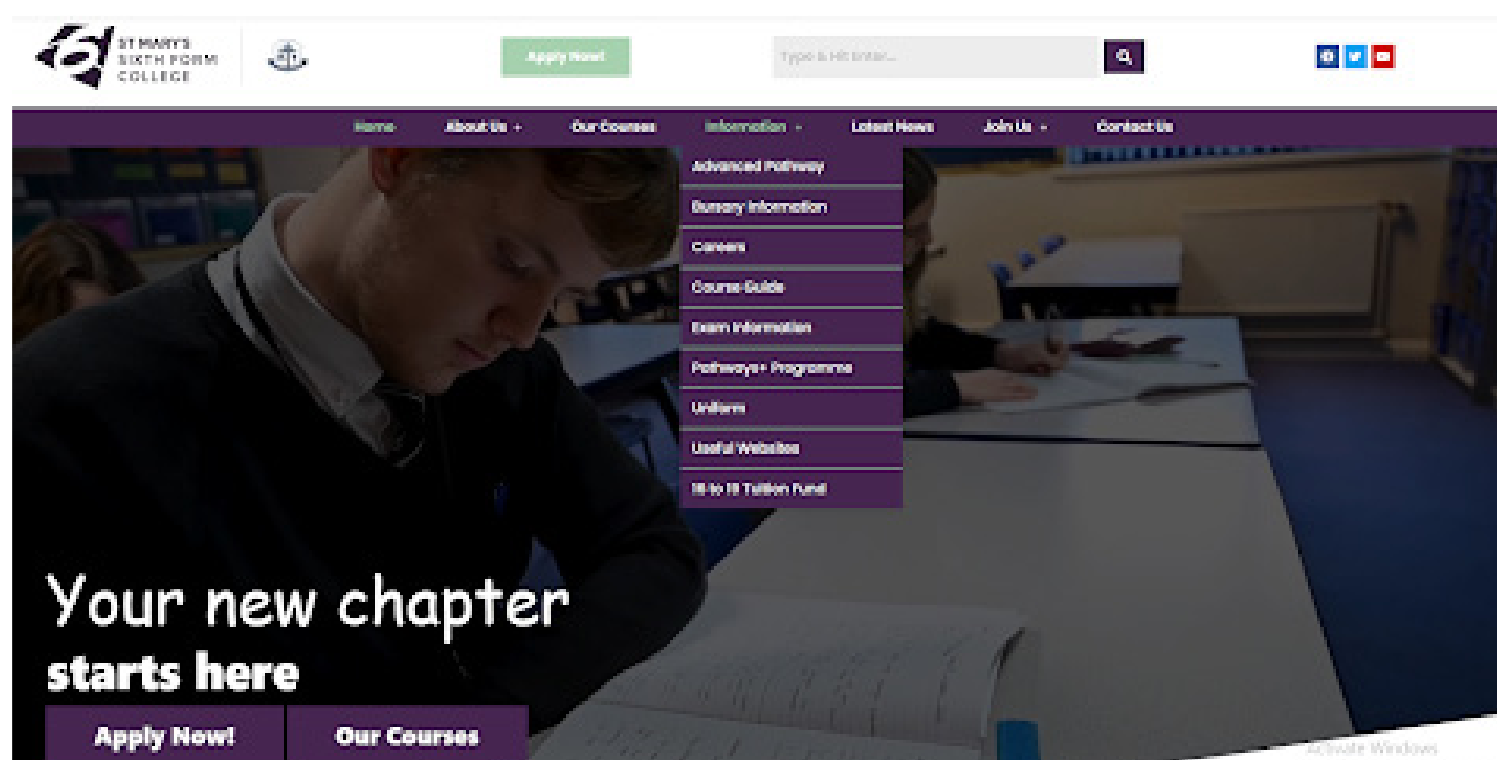 ST MARY'S
SIXTH FORM
COLLEGE
Apply Now!
Type & Hit Enter...
Home About Us + Our Courses Information + Latest News Join Us + Contact Us
Advanced Pathway
Bursary Information
Careers
Course Guide
Exam Information
Pathways+ Programme
Uniform
Useful Websites
16 to 19 Tuition Fund
Your new chapter
starts here
Apply Now! Our Courses
Activate Windows